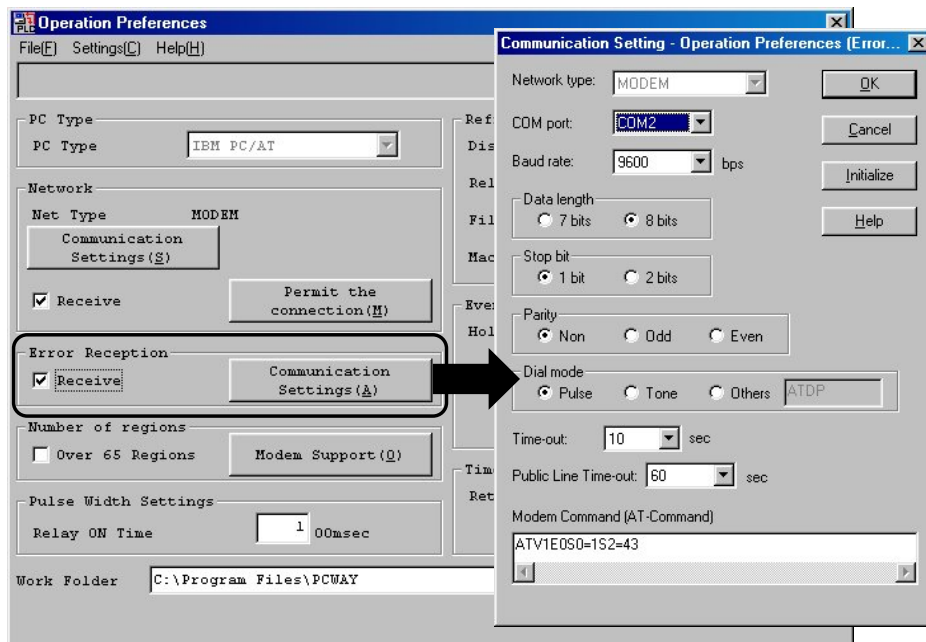 Operation Preferences
File(F) Settings(C) Help(H)
PC Type
PC Type IBM PC/AT
Network
Net Type MODEM
Communication
Settings(S)
Receive
Permit the
connection(M)
Error Reception
Receive
Communication
Settings(A)
Number of regions
Over 65 Regions
Modem Support(O)
Pulse Width Settings
Relay ON Time 1 00msec
Work Folder C:\Program Files\PCWAY
Ref
Dis
Rel
Fil
Mac
Eve
Hol
Tim
Ret
Communication Setting - Operation Preferences (Error...
Network type: MODEM
OK
COM port: COM2
Cancel
Baud rate: 9600 bps
Initialize
Data length
7 bits 8 bits
Help
Stop bit
1 bit 2 bits
Parity
Non Odd Even
Dial mode
Pulse Tone Others ATDP
Time-out: 10 sec
Public Line Time-out: 60 sec
Modem Command (AT-Command)
ATV1E0S0=1S2=43